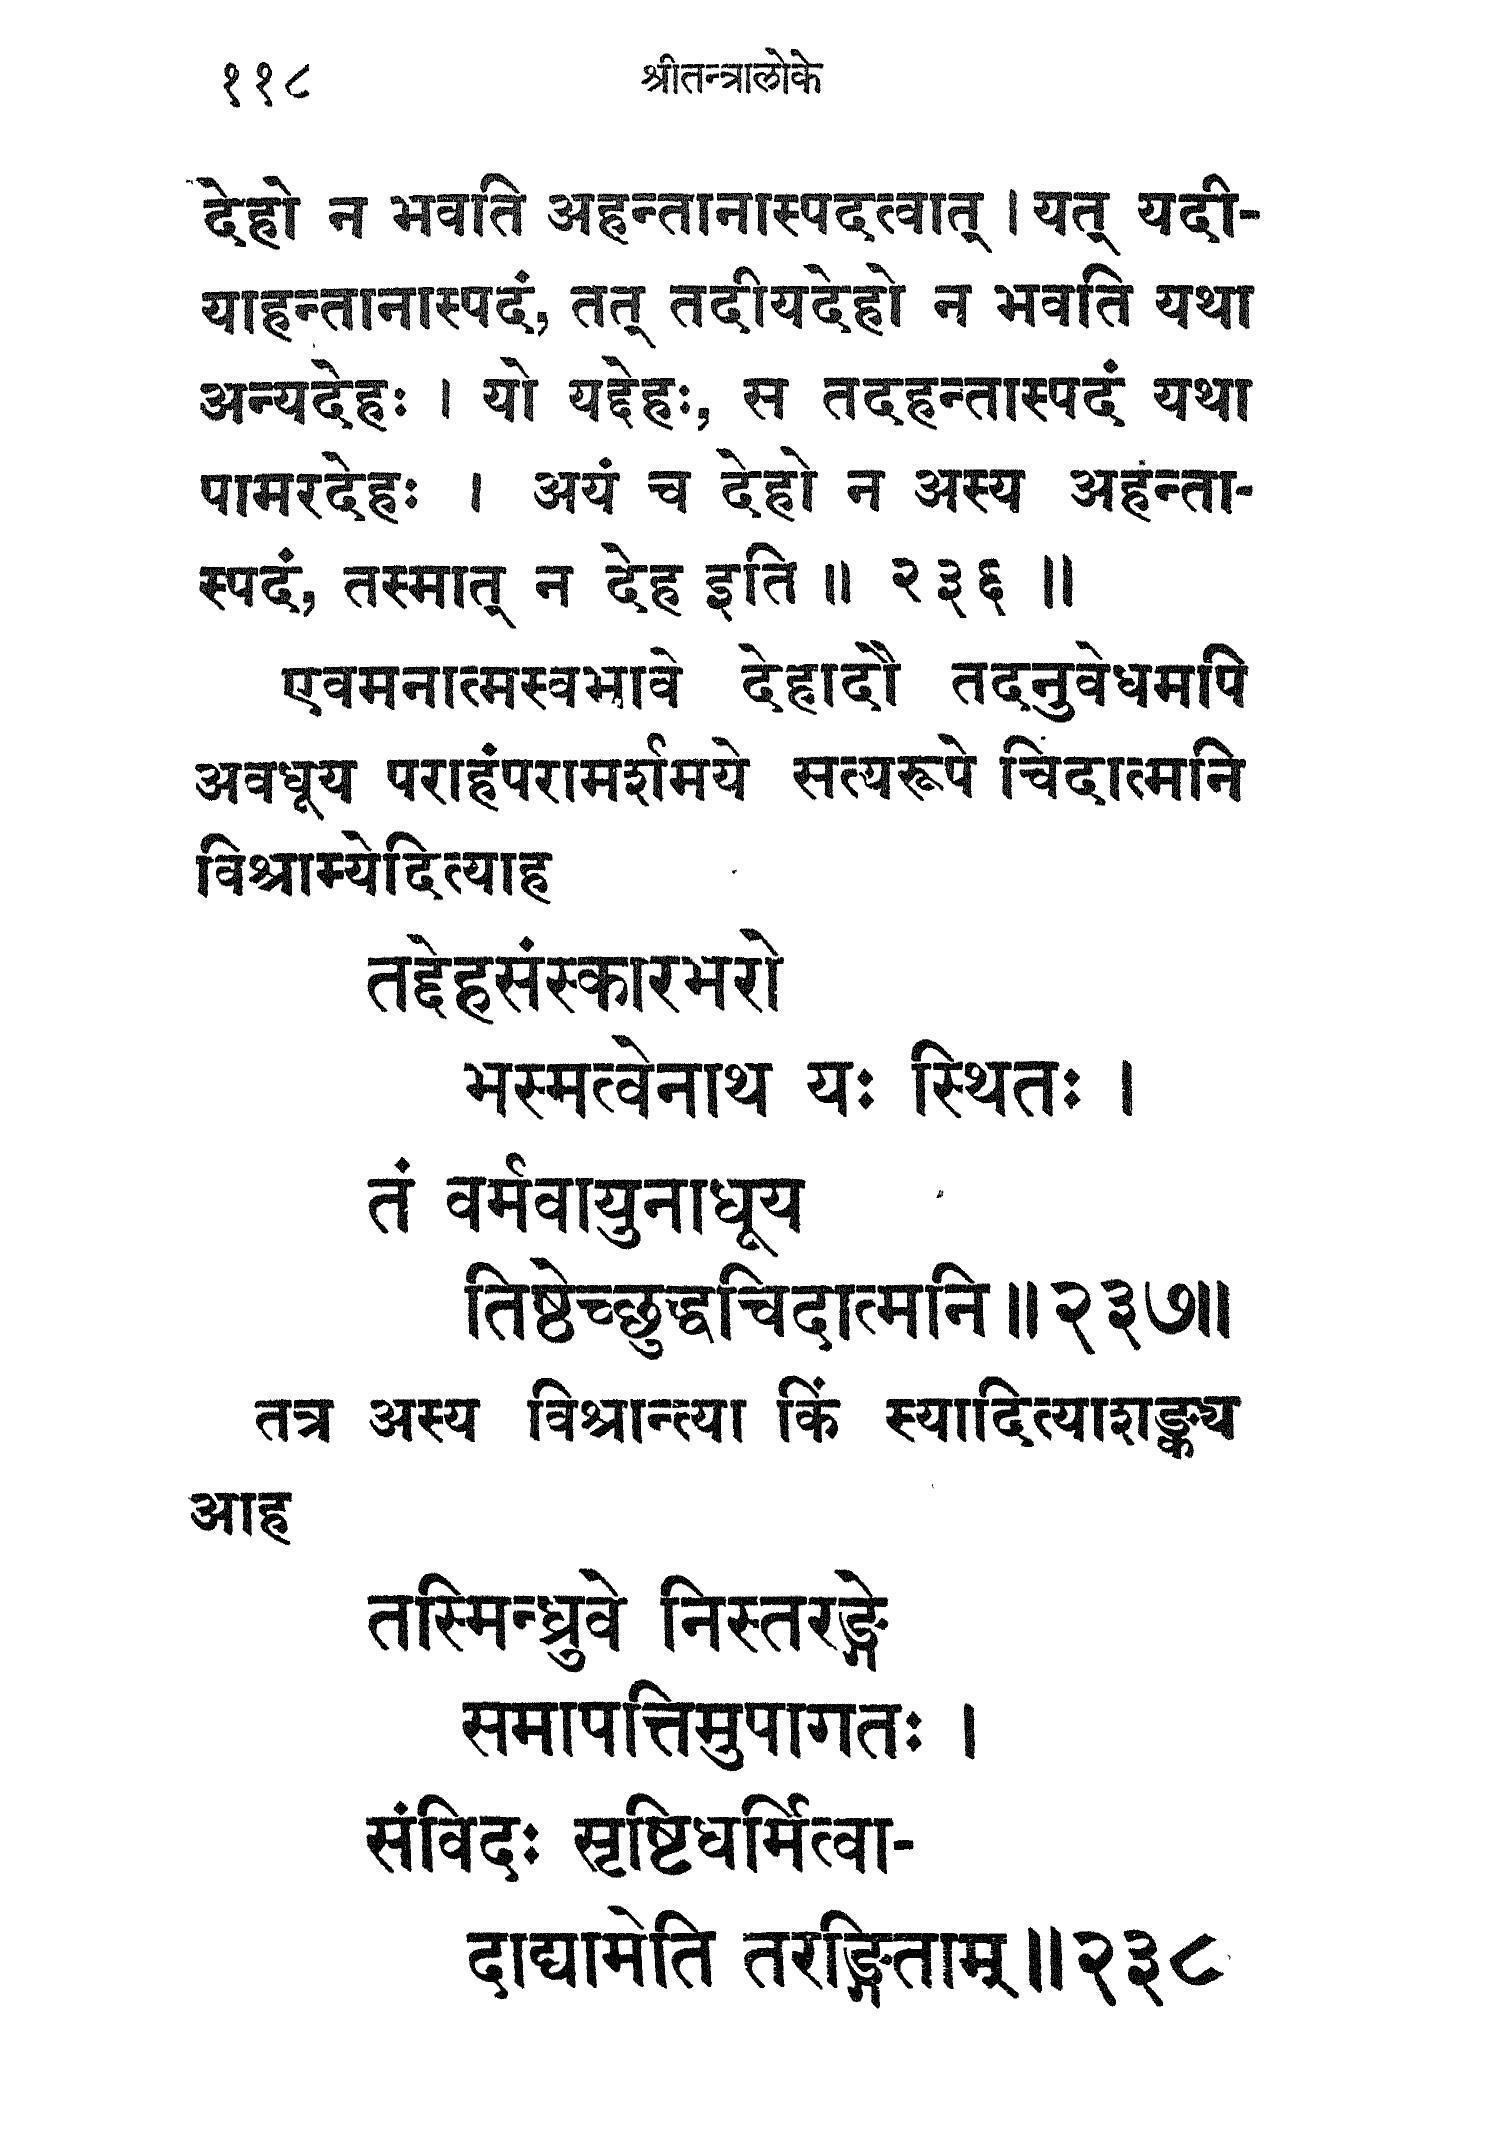 ११८ श्रीतन्त्रालोके
देहो न भवति अहन्तानास्पदत्वात् । यत् यदी-
याहन्तानास्पदं, तत् तदीयदेहो न भवति यथा
अन्यदेहः । यो यद्देहः, स तदहन्तास्पदं यथा
पामरदेहः । अयं च देहो न अस्य अहन्ता-
स्पदं, तस्मात् न देह इति ॥ २३६ ॥
एवमनात्मस्वभावे देहादौ तदनुवेधमपि
अवधूय पराहंपरामर्शमये सत्यरूपे चिदात्मनि
विश्राम्येदित्याह
तद्देहसंस्कारभरो
भस्मत्वेनाथ यः स्थितः ।
तं वर्मवायुनाधूय
तिष्ठेच्छुद्धचिदात्मनि ॥ २३७॥
तत्र अस्य विश्रान्त्या किं स्यादित्याशङ्क्य
आह
तस्मिन्ध्रुवे निस्तरङ्गे
समापत्तिमुपागतः ।
संविदः सृष्टिधर्मित्वा-
दाद्यामेति तरङ्गिताम् ॥ २३८